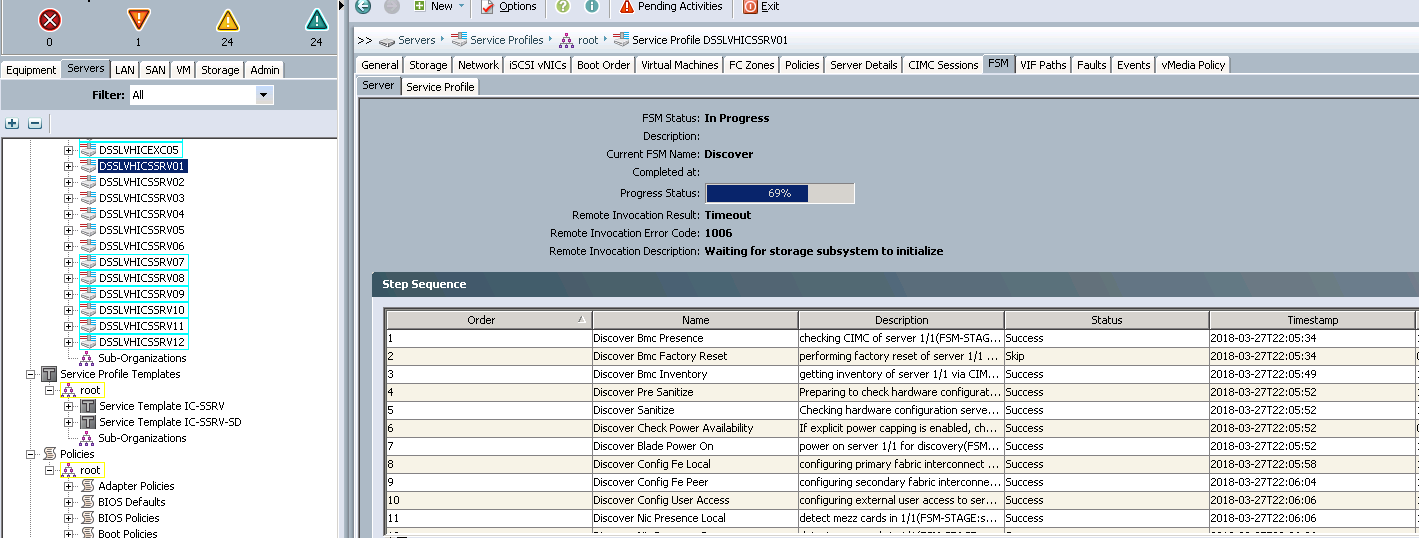 New
Options
Pending Activities
Exit
0 1 24 24
>> Servers Service Profiles root Service Profile DSSLVHICSSRV01
Equipment Servers LAN SAN VM Storage Admin
General Storage Network iSCSI vNICs Boot Order Virtual Machines FC Zones Policies Server Details CIMC Sessions FSM VIF Paths Faults Events vMedia Policy
Filter: All
Server Service Profile
DSSLVHICEXC05
DSSLVHICSSRV01
DSSLVHICSSRV02
DSSLVHICSSRV03
DSSLVHICSSRV04
DSSLVHICSSRV05
DSSLVHICSSRV06
DSSLVHICSSRV07
DSSLVHICSSRV08
DSSLVHICSSRV09
DSSLVHICSSRV10
DSSLVHICSSRV11
DSSLVHICSSRV12
Sub-Organizations
Service Profile Templates
root
Service Template IC-SSRV
Service Template IC-SSRV-SD
Sub-Organizations
Policies
root
Adapter Policies
BIOS Defaults
BIOS Policies
Boot Policies
FSM Status: In Progress
Description:
Current FSM Name: Discover
Completed at:
Progress Status: 69%
Remote Invocation Result: Timeout
Remote Invocation Error Code: 1006
Remote Invocation Description: Waiting for storage subsystem to initialize
Step Sequence
Order Name Description Status Timestamp
1 Discover Bmc Presence checking CIMC of server 1/1(FSM-STAG... Success 2018-03-27T22:05:34
2 Discover Bmc Factory Reset performing factory reset of server 1/1 ... Skip 2018-03-27T22:05:34
3 Discover Bmc Inventory getting inventory of server 1/1 via CIM... Success 2018-03-27T22:05:49
4 Discover Pre Sanitize Preparing to check hardware configurat... Success 2018-03-27T22:05:52
5 Discover Sanitize Checking hardware configuration serve... Success 2018-03-27T22:05:52
6 Discover Check Power Availability If explicit power capping is enabled, ch... Success 2018-03-27T22:05:52
7 Discover Blade Power On power on server 1/1 for discovery(FSM... Success 2018-03-27T22:05:52
8 Discover Config Fe Local configuring primary fabric interconnect ... Success 2018-03-27T22:05:58
9 Discover Config Fe Peer configuring secondary fabric interconne... Success 2018-03-27T22:06:04
10 Discover Config User Access configuring external user access to ser... Success 2018-03-27T22:06:06
11 Discover Nic Presence Local detect mezz cards in 1/1(FSM-STAGE:s... Success 2018-03-27T22:06:06